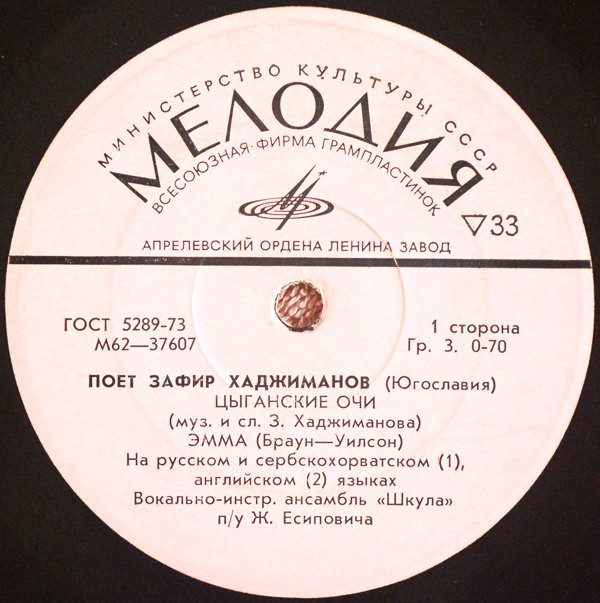 МИНИСТЕРСТВО КУЛЬТУРЫ СССР
МЕЛОДИЯ
ВСЕСОЮЗНАЯ·ФИРМА ГРАМПЛАСТИНОК
▽33
АПРЕЛЕВСКИЙ ОРДЕНА ЛЕНИНА ЗАВОД
ГОСТ 5289-73
М62—37607
1 сторона
Гр. 3. 0-70
ПОЕТ ЗАФИР ХАДЖИМАНОВ (Югославия)
ЦЫГАНСКИЕ ОЧИ
(муз. и сл. З. Хаджиманова)
ЭММА (Браун—Уилсон)
На русском и сербскохорватском (1),
английском (2) языках
Вокально-инстр. ансамбль «Шкула»
п/у Ж. Есиповича